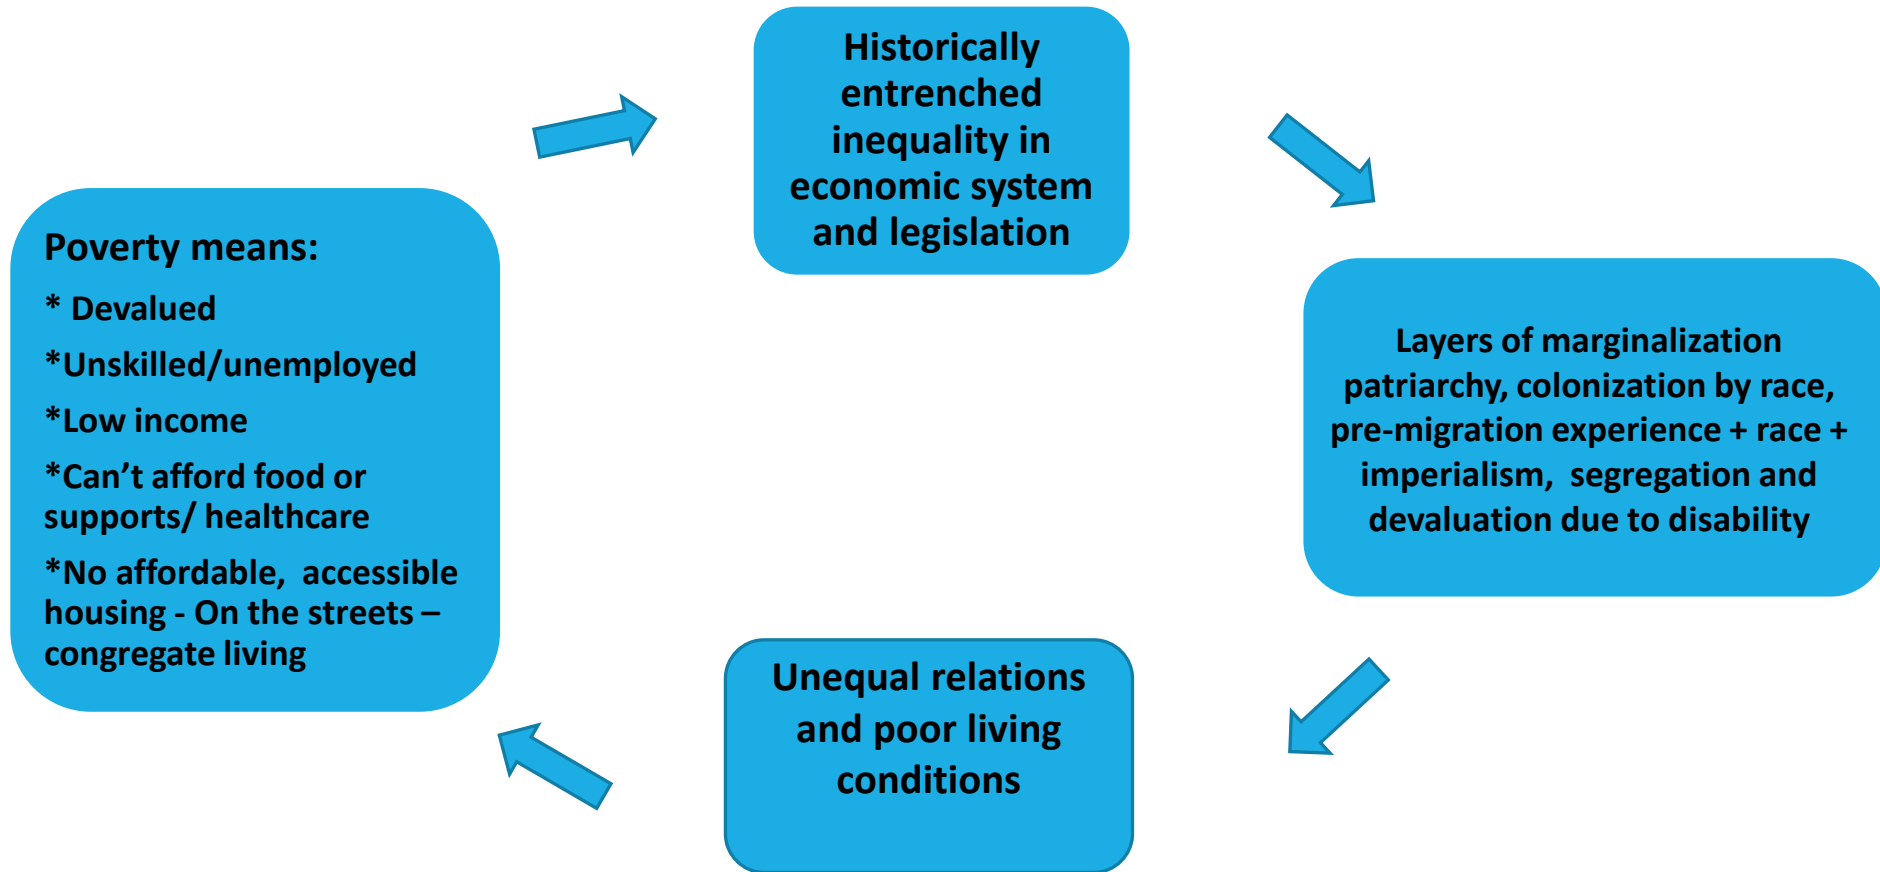 Historically
entrenched
inequality in
economic system
and legislation
Layers of marginalization
patriarchy, colonization by race,
pre-migration experience + race +
imperialism,  segregation and
devaluation due to disability
Unequal relations
and poor living
conditions
Poverty means:
* Devalued
*Unskilled/unemployed
*Low income
*Can’t afford food or
supports/ healthcare
*No affordable,  accessible
housing - On the streets –
congregate living